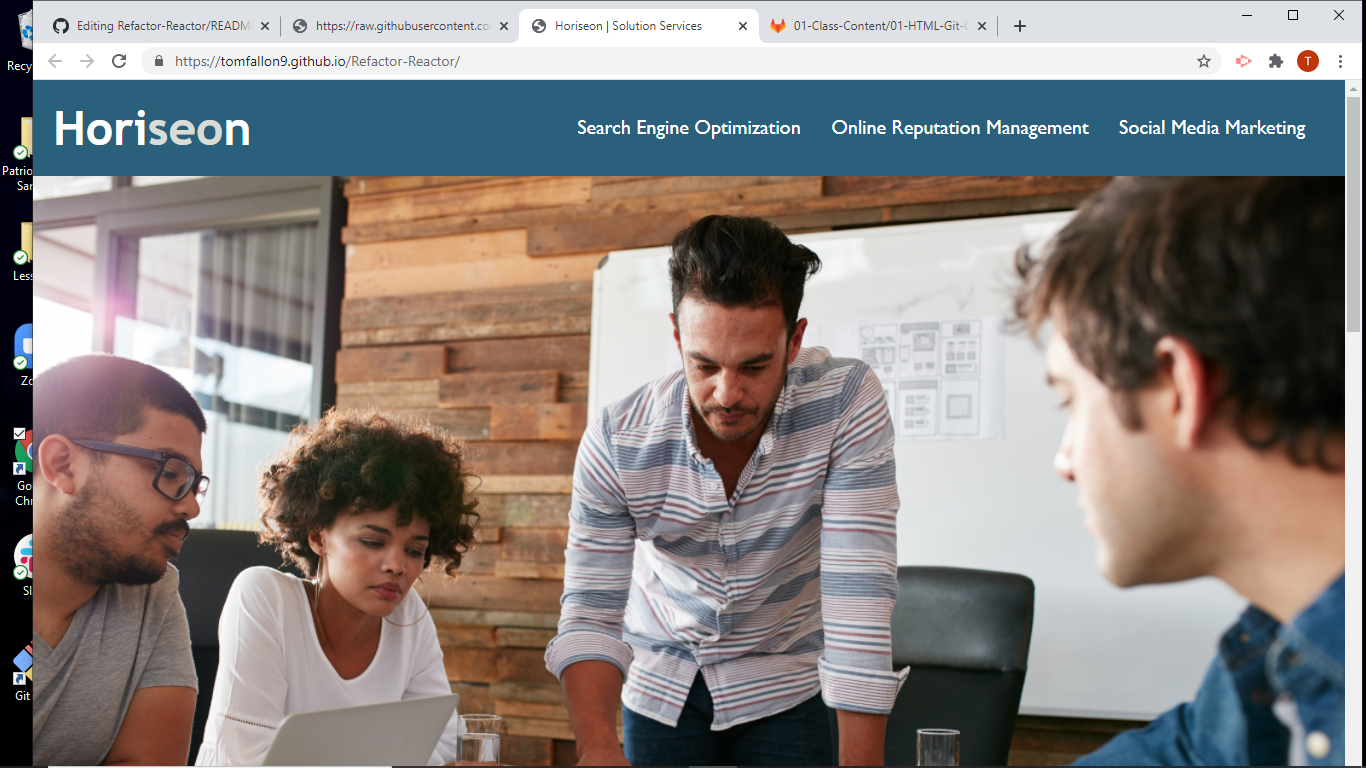 Editing Refactor-Reactor/READM
https://raw.githubusercontent.co
Horiseon | Solution Services
01-Class-Content/01-HTML-Git-C
https://tomfallon9.github.io/Refactor-Reactor/
T
Horiseon
Search Engine Optimization
Online Reputation Management
Social Media Marketing
Recy
Patrio
Sar
Less
Zo
Go
Chr
Sl
Git